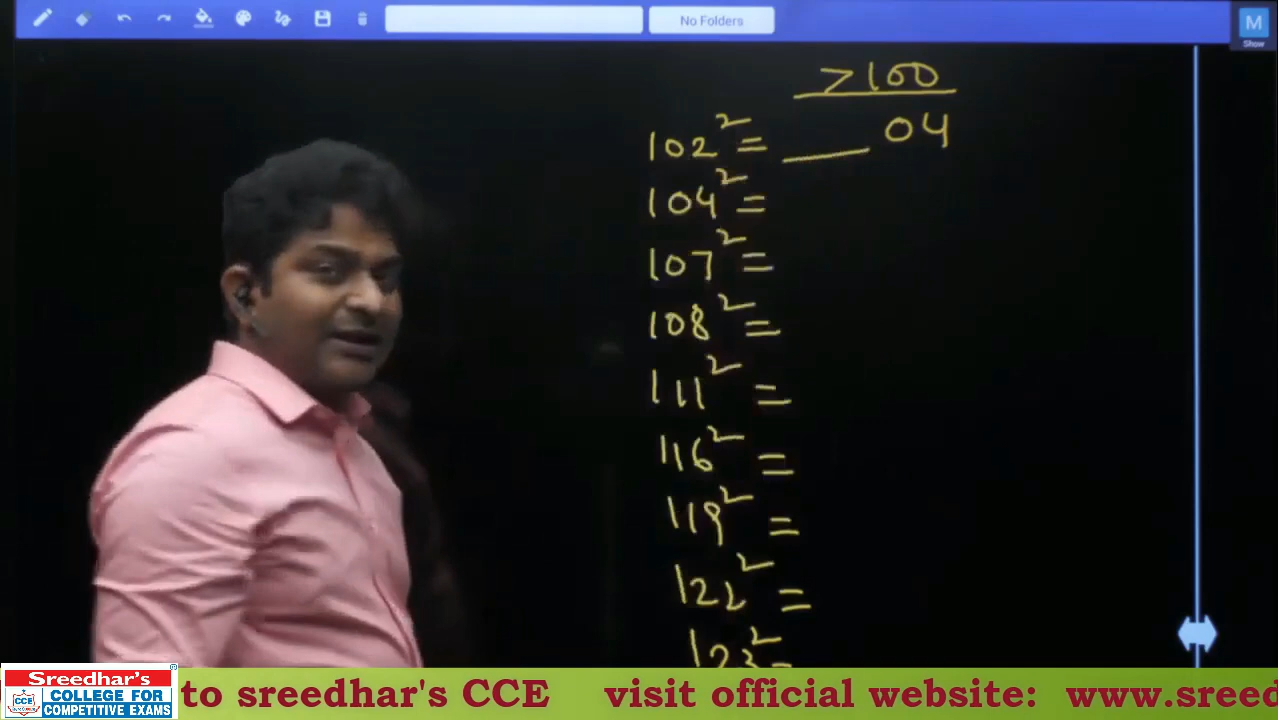 M
No Folders
Show
>100
102² = ___ 04
104² =
107² =
108² =
111² =
116² =
119² =
122² =
123² =
Sreedhar's
CCE
COLLEGE FOR
COMPETITIVE EXAMS
to sreedhar's CCE visit official website: www.sreed